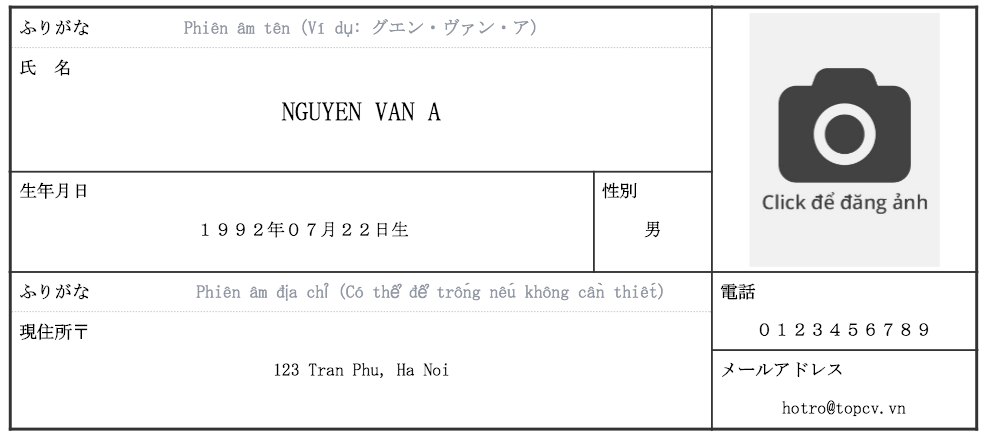 ふりがな Phiên âm tên (Ví dụ: グエン・ヴァン・ア)
氏 名
NGUYEN VAN A
Click để đăng ảnh
生年月日
１９９２年０７月２２日生
性別
男
ふりがな Phiên âm địa chỉ (Có thể để trống nếu không cần thiết)
現住所〒
123 Tran Phu, Ha Noi
電話
０１２３４５６７８９
メールアドレス
hotro@topcv.vn